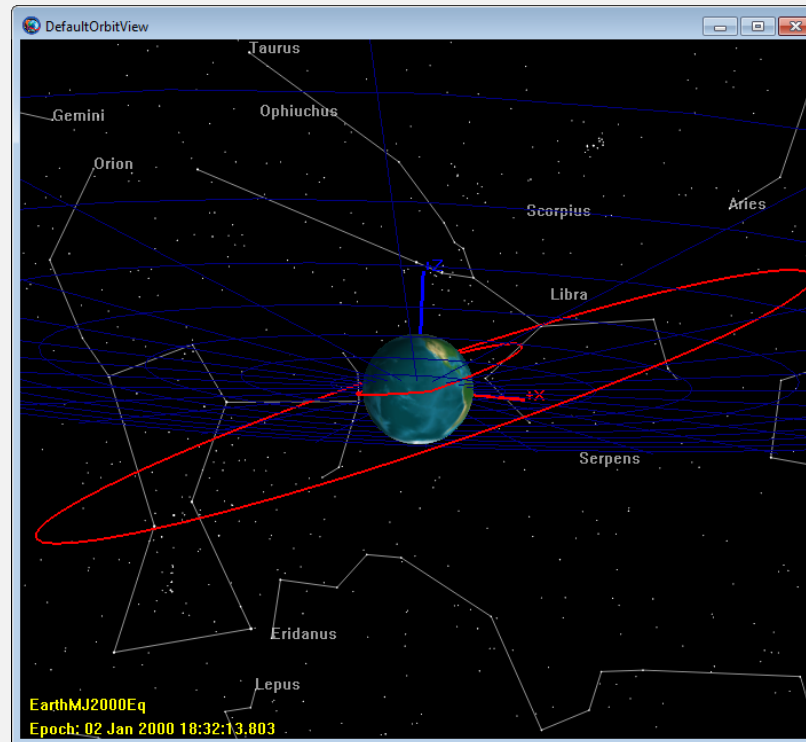 DefaultOrbitView
Taurus
Gemini
Ophiuchus
Orion
Scorpius
Aries
+Z
Libra
+X
Serpens
Eridanus
Lepus
EarthMJ2000Eq
Epoch: 02 Jan 2000 18:32:13.803